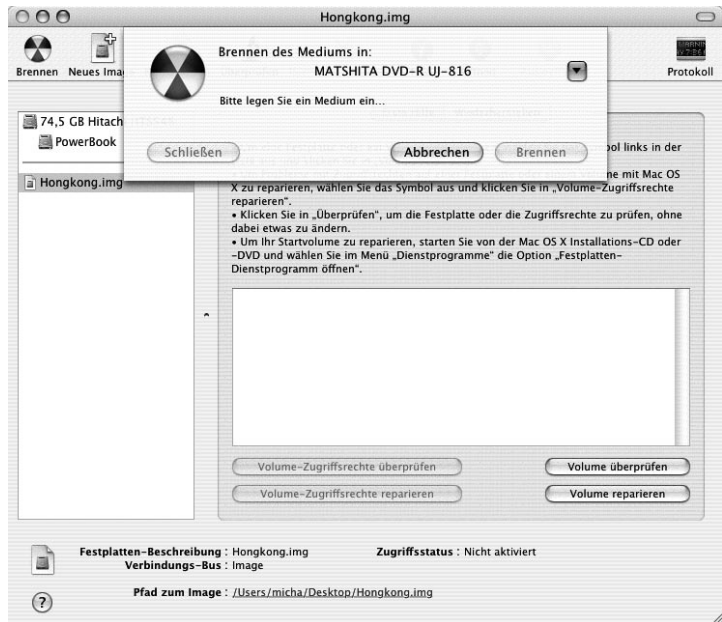 Hongkong.img
Brennen des Mediums in:
MATSHITA DVD-R UJ-816
Bitte legen Sie ein Medium ein...
Schließen
Abbrechen
Brennen
Brennen
Neues Imag
Protokoll
74,5 GB Hitach
PowerBook
Hongkong.img
ol links in der
me mit Mac OS
X zu reparieren, wählen Sie das Symbol aus und klicken Sie in „Volume-Zugriffsrechte
reparieren“.
• Klicken Sie in „Überprüfen“, um die Festplatte oder die Zugriffsrechte zu prüfen, ohne
dabei etwas zu ändern.
• Um Ihr Startvolume zu reparieren, starten Sie von der Mac OS X Installations-CD oder
-DVD und wählen Sie im Menü „Dienstprogramme“ die Option „Festplatten-
Dienstprogramm öffnen“.
Volume-Zugriffsrechte überprüfen
Volume überprüfen
Volume-Zugriffsrechte reparieren
Volume reparieren
Festplatten-Beschreibung : Hongkong.img
Zugriffsstatus : Nicht aktiviert
Verbindungs-Bus : Image
Pfad zum Image : /Users/micha/Desktop/Hongkong.img
?